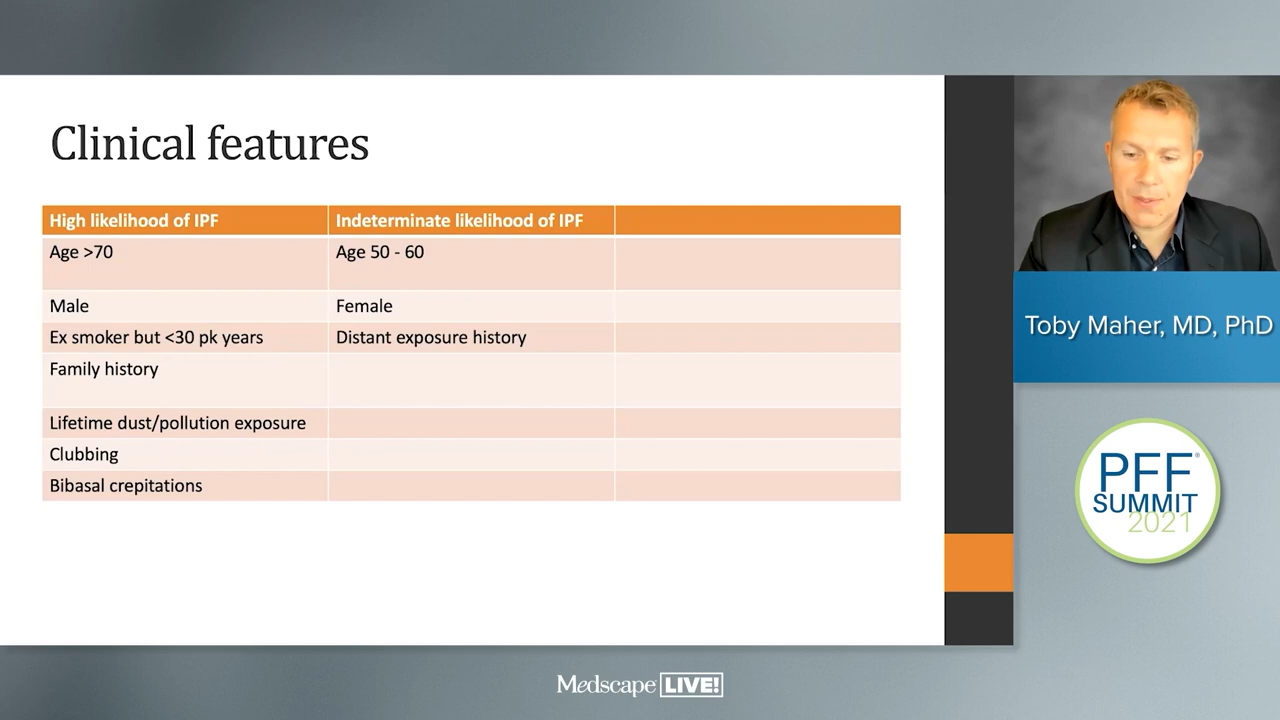 Clinical features
High likelihood of IPF
Indeterminate likelihood of IPF
Age >70
Age 50 - 60
Male
Female
Ex smoker but <30 pk years
Distant exposure history
Family history
Lifetime dust/pollution exposure
Clubbing
Bibasal crepitations
Toby Maher, MD, PhD
PFF®
SUMMIT
2021
Medscape LIVE!